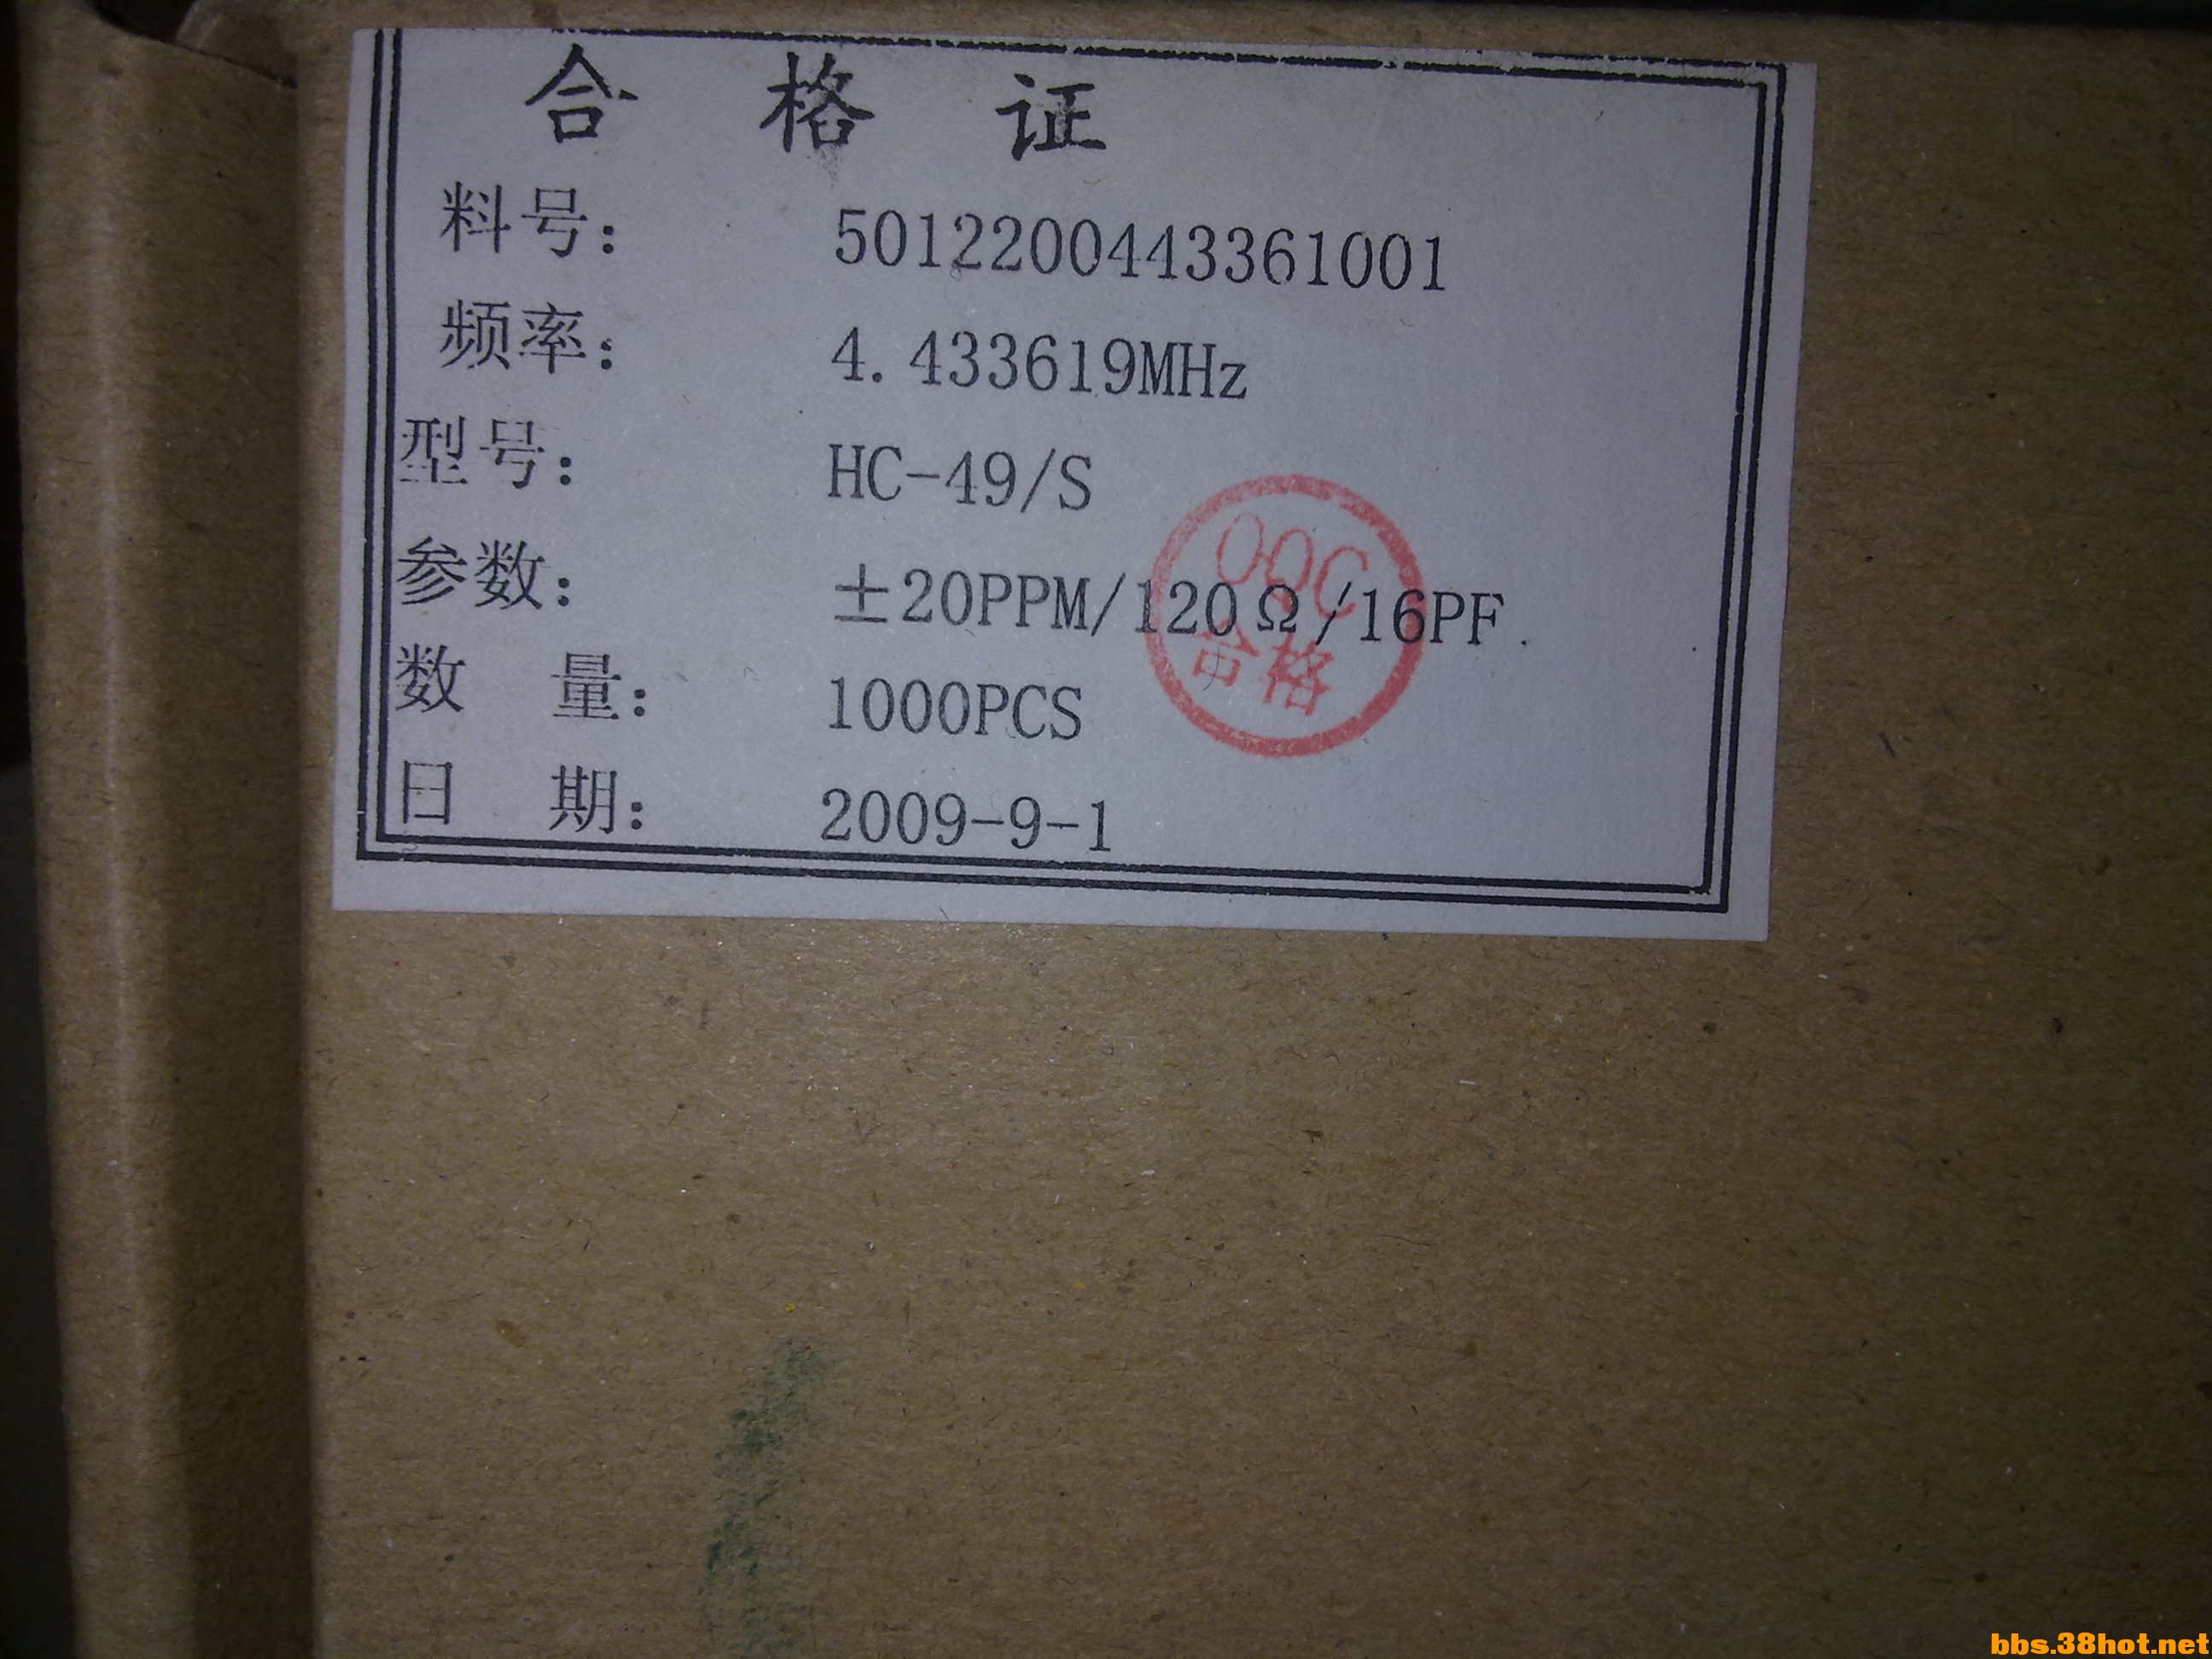 合 格 证
料号： 5012200443361001
频率： 4.433619MHz
型号： HC-49/S
OQC
参数： ±20PPM/120Ω/16PF.
合格
数 量： 1000PCS
日 期： 2009-9-1
bbs.38hot.net